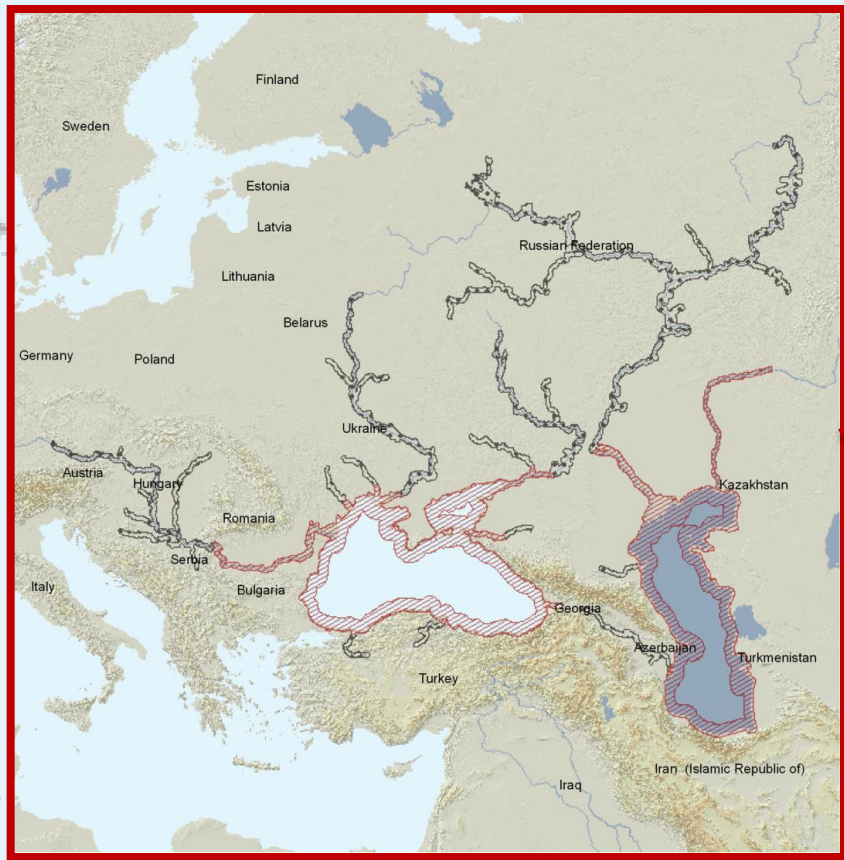 Finland
Sweden
Estonia
Latvia
Russian Federation
Lithuania
Belarus
Germany
Poland
Ukraine
Austria
Hungary
Kazakhstan
Romania
Serbia
Bulgaria
Italy
Georgia
Azerbaijan
Turkmenistan
Turkey
Iran (Islamic Republic of)
Iraq